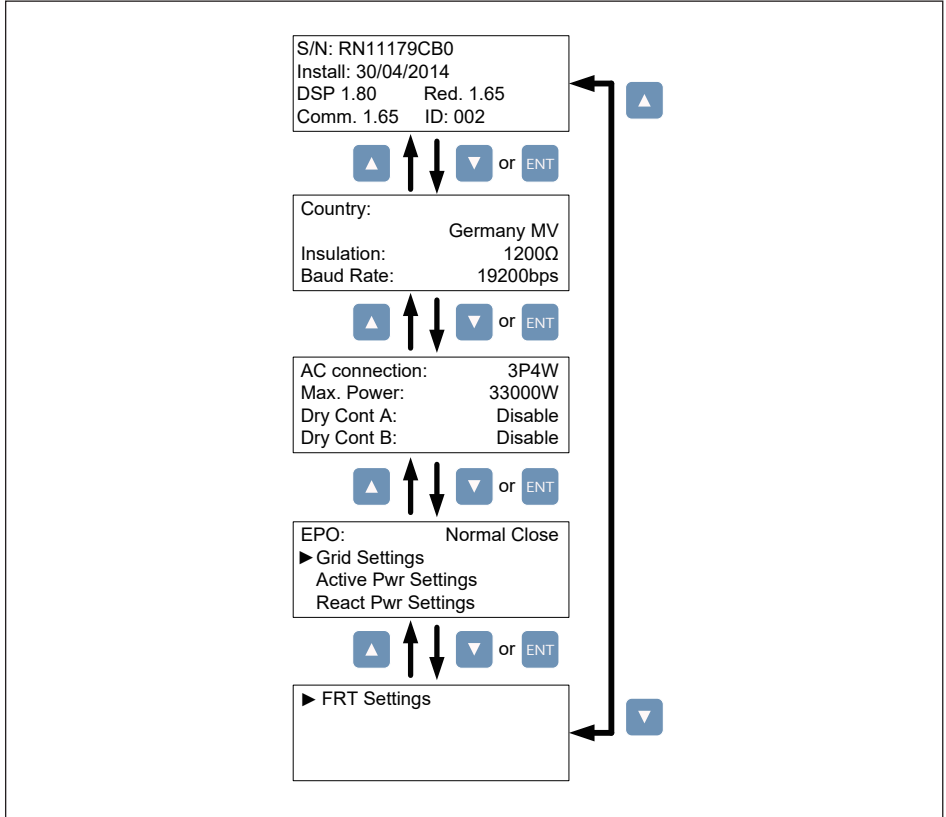 S/N: RN11179CB0
Install: 30/04/2014
DSP 1.80 Red. 1.65
Comm. 1.65 ID: 002
▲
▲ ▼ or ENT
Country:
Germany MV
Insulation: 1200Ω
Baud Rate: 19200bps
▲ ▼ or ENT
AC connection: 3P4W
Max. Power: 33000W
Dry Cont A: Disable
Dry Cont B: Disable
▲ ▼ or ENT
EPO: Normal Close
►Grid Settings
Active Pwr Settings
React Pwr Settings
▲ ▼ or ENT
► FRT Settings
▼